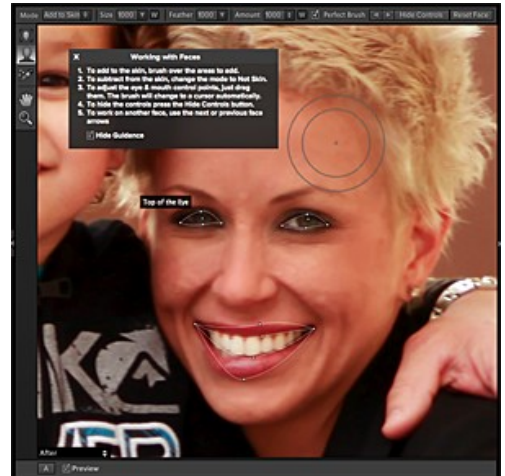 Mode Add to Skin Size 1000 W Feather 1000 Amount 1000 W Perfect Brush Hide Controls Reset Face
X Working with Faces
1. To add to the skin, brush over the areas to add.
2. To subtract from the skin, change the mode to Not Skin.
3. To adjust the eye & mouth control points, just drag
them. The brush will change to a cursor automatically.
4. To hide the controls press the Hide Controls button.
5. To work on another face, use the next or previous face
arrows
Hide Guidance
Top of the Eye
After
A Preview